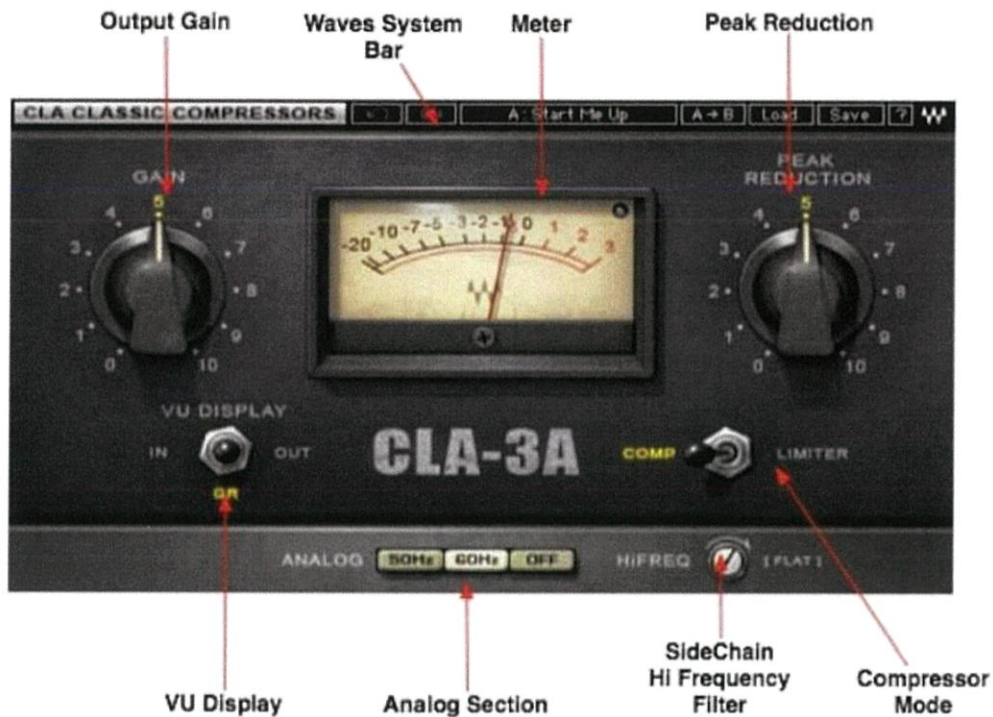 Output Gain
Waves System
Bar
Meter
Peak Reduction
CLA CLASSIC COMPRESSORS
A: Start Me Up
A→B
Load
Save
?
GAIN
0
1
2
3
4
5
6
7
8
9
10
-20 -10 -7 -5 -3 -2 -1 0 1 2 3
PEAK
REDUCTION
0
1
2
3
4
5
6
7
8
9
10
VU DISPLAY
IN
OUT
GR
CLA-3A
COMP
LIMITER
ANALOG
50Hz
60Hz
OFF
HiFREQ
[FLAT]
VU Display
Analog Section
SideChain
Hi Frequency
Filter
Compressor
Mode